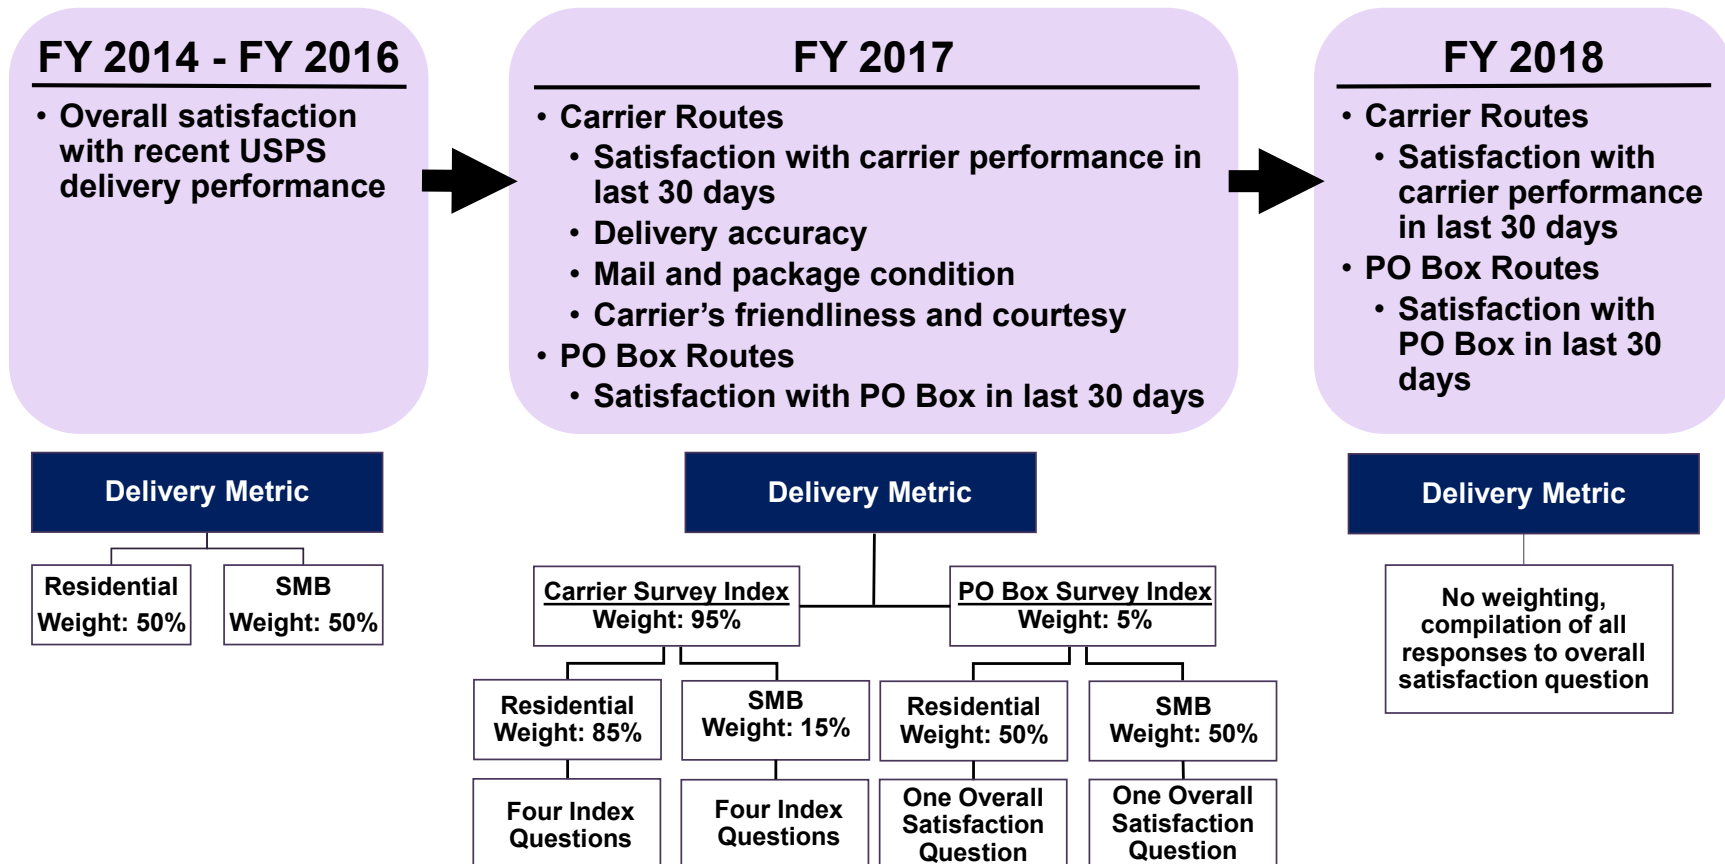 FY 2014 - FY 2016
• Overall satisfaction
with recent USPS
delivery performance
FY 2017
• Carrier Routes
• Satisfaction with carrier performance in
last 30 days
• Delivery accuracy
• Mail and package condition
• Carrier’s friendliness and courtesy
• PO Box Routes
• Satisfaction with PO Box in last 30 days
FY 2018
• Carrier Routes
• Satisfaction with
carrier performance
in last 30 days
• PO Box Routes
• Satisfaction with
PO Box in last 30
days
Delivery Metric
Residential
Weight: 50%
SMB
Weight: 50%
Delivery Metric
Carrier Survey Index
Weight: 95%
PO Box Survey Index
Weight: 5%
Residential
Weight: 85%
SMB
Weight: 15%
Residential
Weight: 50%
SMB
Weight: 50%
Four Index
Questions
Four Index
Questions
One Overall
Satisfaction
Question
One Overall
Satisfaction
Question
Delivery Metric
No weighting,
compilation of all
responses to overall
satisfaction question